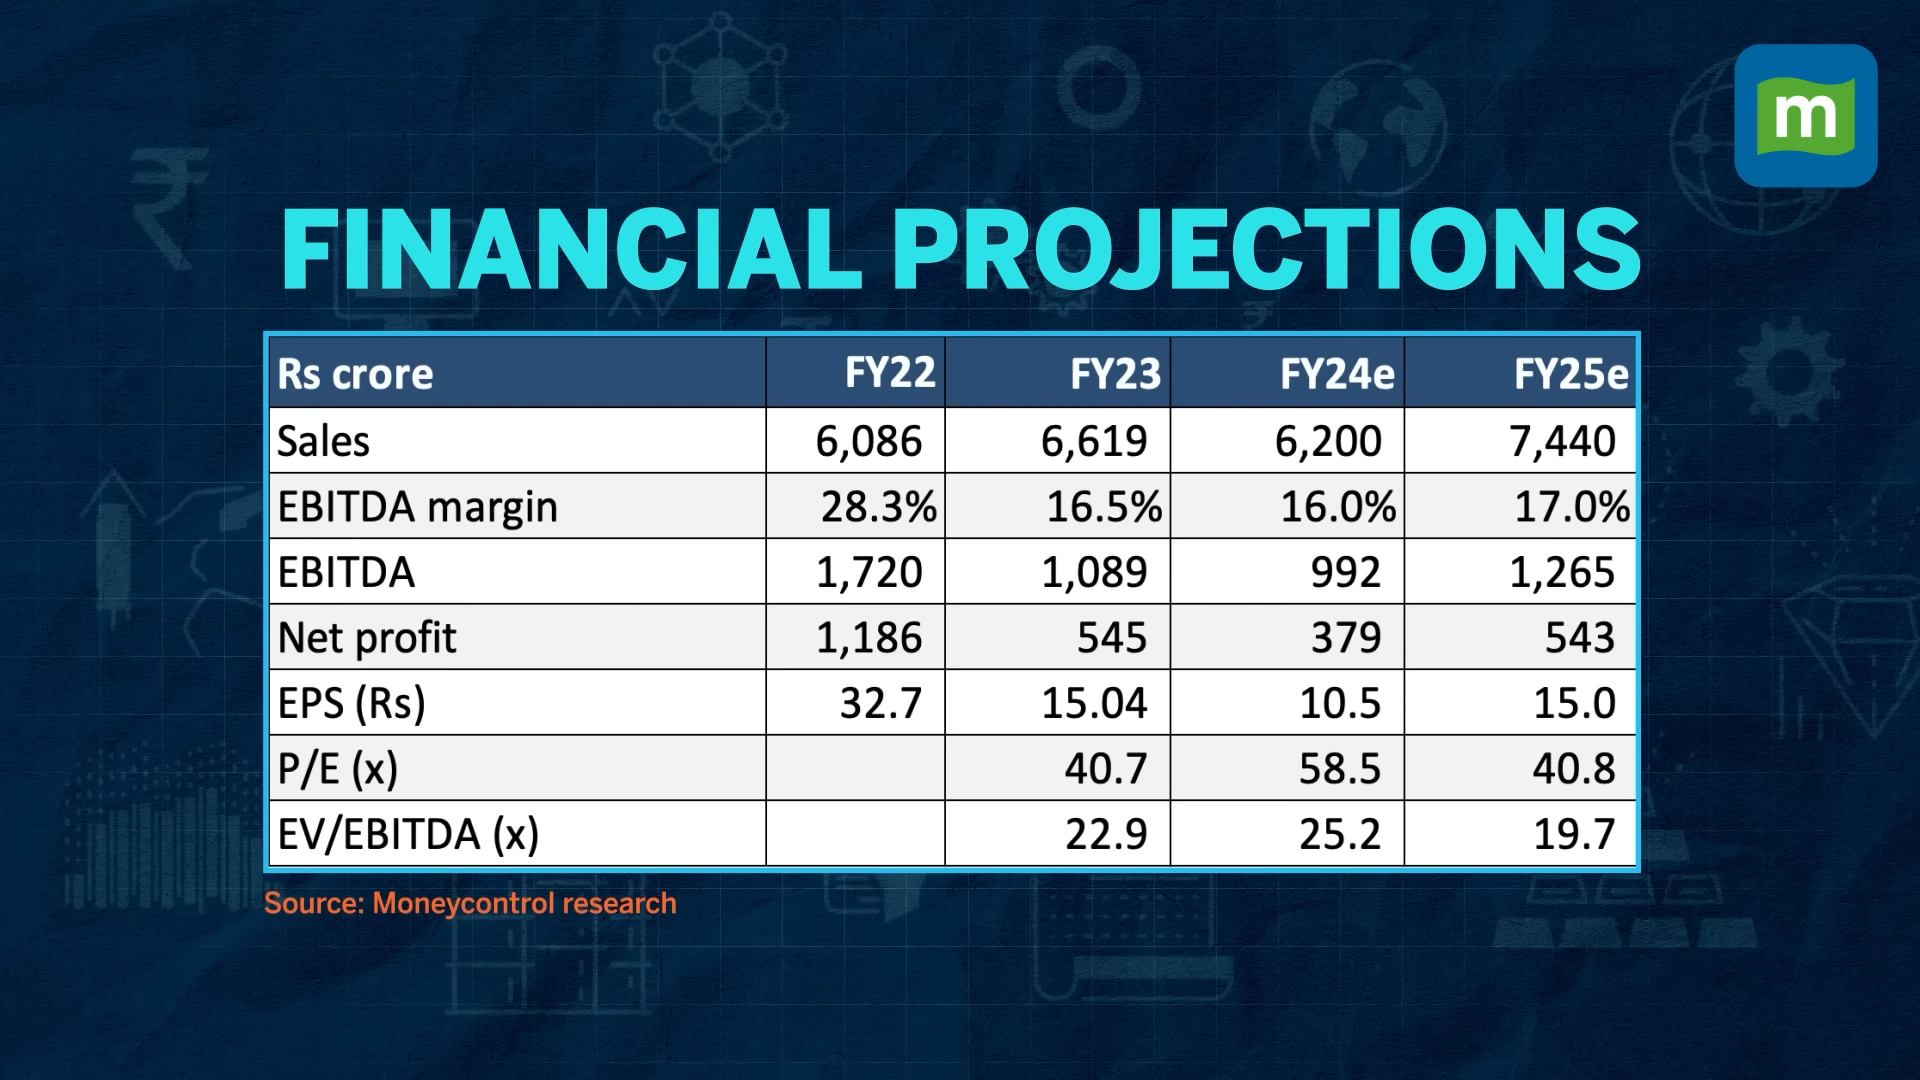 m
FINANCIAL PROJECTIONS
Rs crore FY22 FY23 FY24e FY25e
Sales 6,086 6,619 6,200 7,440
EBITDA margin 28.3% 16.5% 16.0% 17.0%
EBITDA 1,720 1,089 992 1,265
Net profit 1,186 545 379 543
EPS (Rs) 32.7 15.04 10.5 15.0
P/E (x) 40.7 58.5 40.8
EV/EBITDA (x) 22.9 25.2 19.7
Source: Moneycontrol research